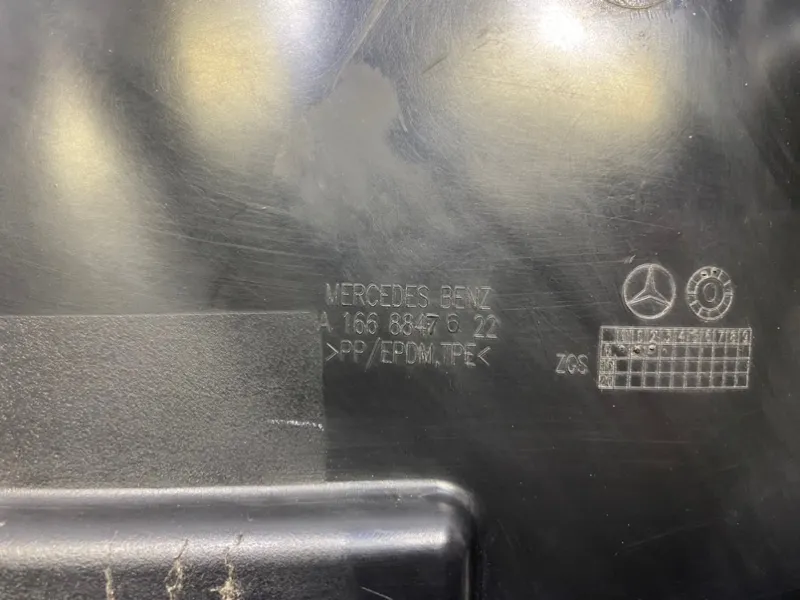 MERCEDES BENZ
A 166 884 76 22
>PP/EPDM,TPE<
ZGS